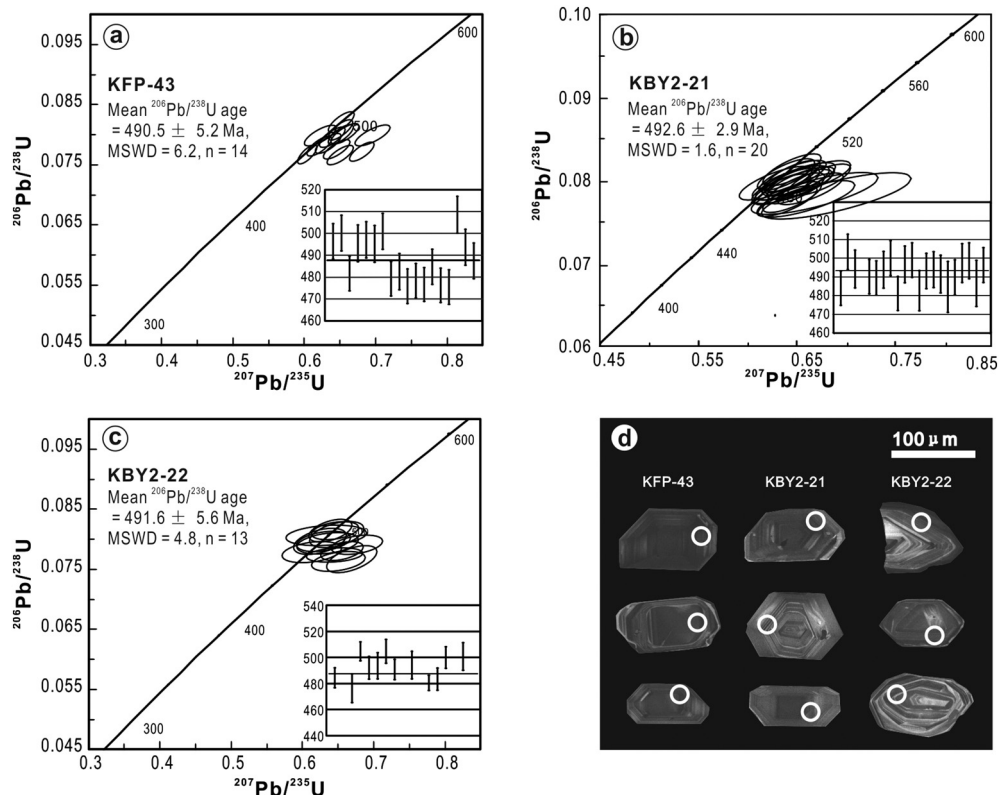 a
KFP-43
Mean ²⁰⁶Pb/²³⁸U age
= 490.5 ± 5.2 Ma,
MSWD = 6.2, n = 14
0.095
0.085
0.075
0.065
0.055
0.045
²⁰⁶Pb/²³⁸U
600
500
400
300
520
510
500
490
480
470
460
0.3
0.4
0.5
0.6
0.7
0.8
²⁰⁷Pb/²³⁵U
b
KBY2-21
Mean ²⁰⁶Pb/²³⁸U age
= 492.6 ± 2.9 Ma,
MSWD = 1.6, n = 20
0.10
0.09
0.08
0.07
0.06
²⁰⁶Pb/²³⁸U
600
560
520
440
400
520
510
500
490
480
470
460
0.45
0.55
0.65
0.75
0.85
²⁰⁷Pb/²³⁵U
c
KBY2-22
Mean ²⁰⁶Pb/²³⁸U age
= 491.6 ± 5.6 Ma,
MSWD = 4.8, n = 13
0.095
0.085
0.075
0.065
0.055
0.045
²⁰⁶Pb/²³⁸U
600
400
300
540
520
500
480
460
440
0.3
0.4
0.5
0.6
0.7
0.8
²⁰⁷Pb/²³⁵U
d
100 μm
KFP-43
KBY2-21
KBY2-22